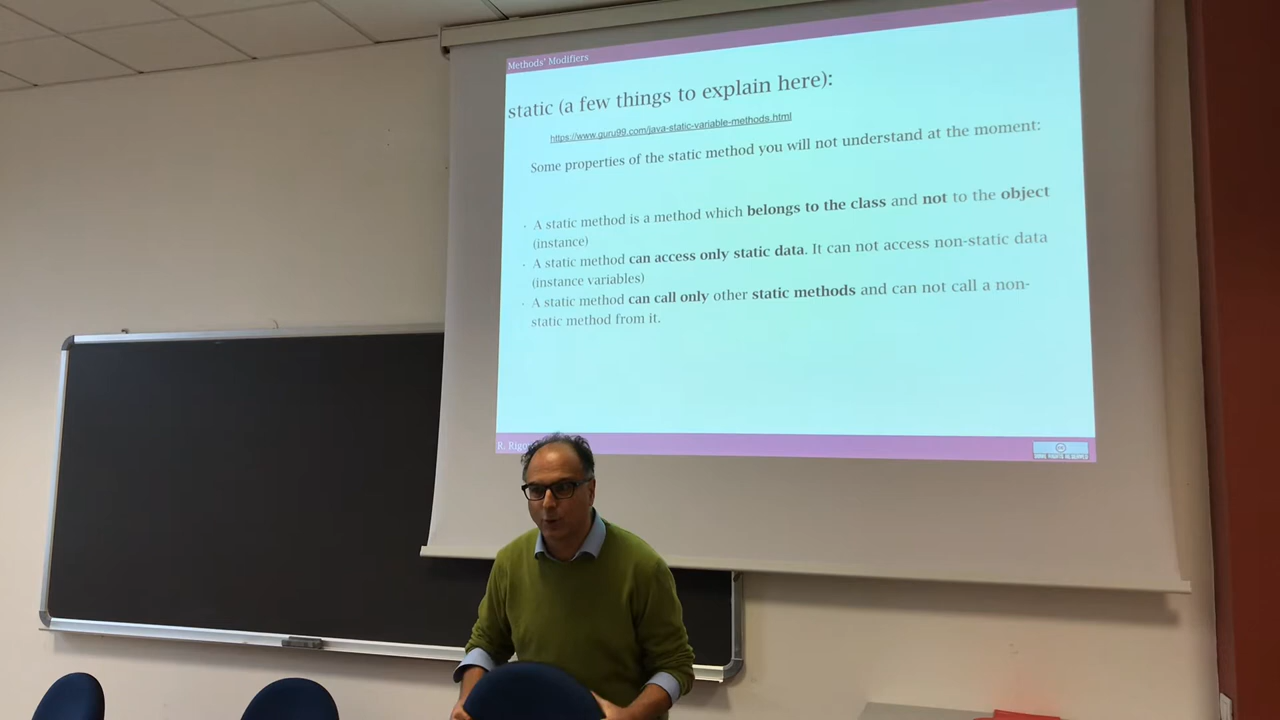 Methods' Modifiers
static (a few things to explain here):
https://www.guru99.com/java-static-variable-methods.html
Some properties of the static method you will not understand at the moment:
· A static method is a method which belongs to the class and not to the object
(instance)
· A static method can access only static data. It can not access non-static data
(instance variables)
· A static method can call only other static methods and can not call a non-
static method from it.
R.
SOME RIGHTS RESERVED